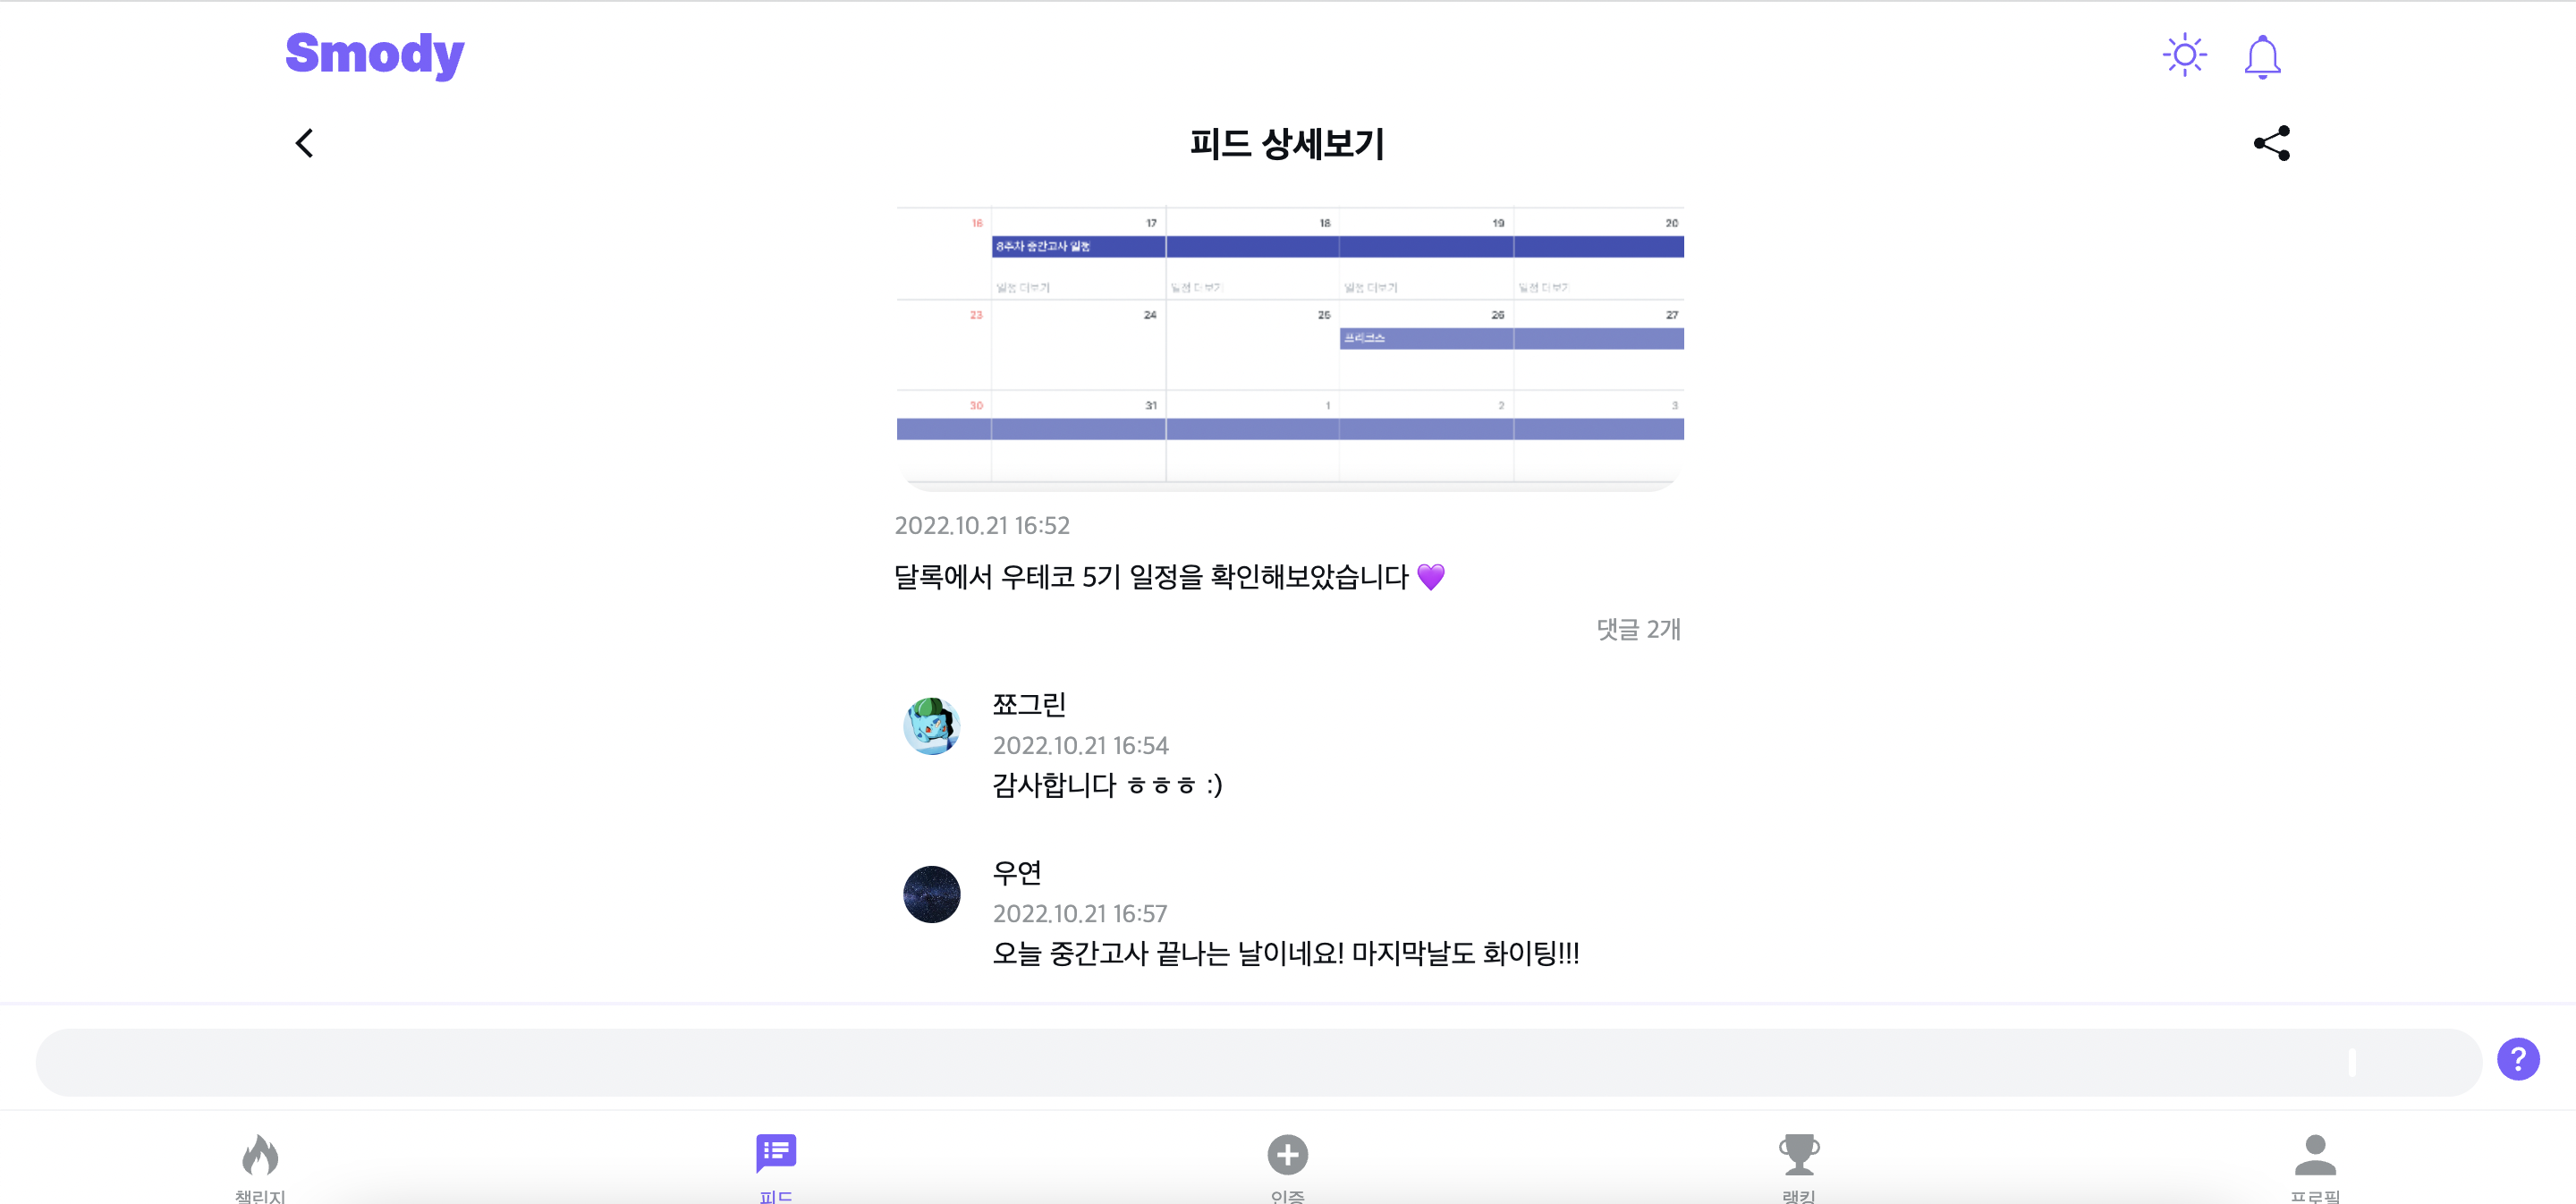 Smody
피드 상세보기
16 17 18 19 20
8주차 중간고사 일정
일정 더보기 일정 더보기 일정 더보기 일정 더보기
23 24 25 26 27
프리코스
30 31 1 2 3
2022.10.21 16:52
달록에서 우테코 5기 일정을 확인해보았습니다 💜
댓글 2개
쬬그린
2022.10.21 16:54
감사합니다 ㅎㅎㅎ :)
우연
2022.10.21 16:57
오늘 중간고사 끝나는 날이네요! 마지막날도 화이팅!!!
?
챌린지 피드 인증 랭킹 프로필